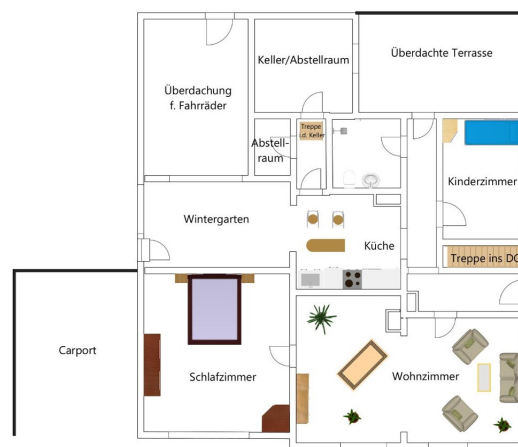 Überdachte Terrasse
Keller/Abstellraum
Überdachung
f. Fahrräder
Treppe
i.d. Keller
Abstell-
raum
Kinderzimmer
Wintergarten
Küche
Treppe ins DG
Carport
Schlafzimmer
Wohnzimmer